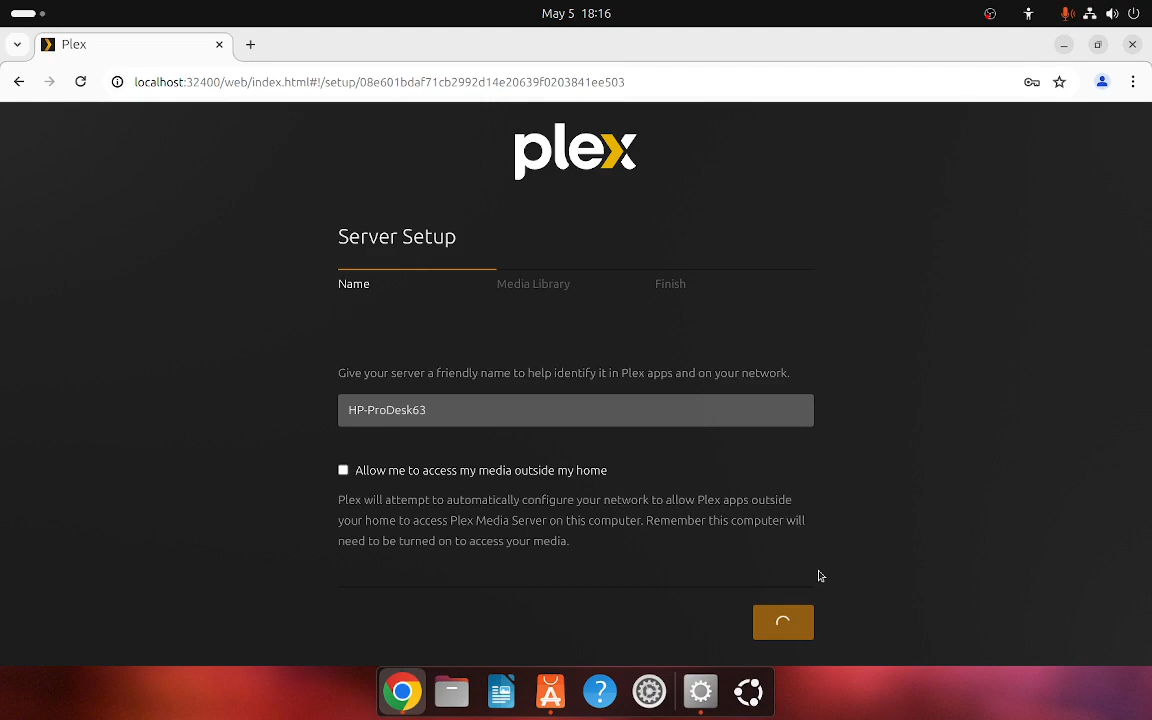 May 5 18:16
Plex
localhost:32400/web/index.html#!/setup/08e601bdaf71cb2992d14e20639f0203841ee503
plex
Server Setup
Name Media Library Finish
Give your server a friendly name to help identify it in Plex apps and on your network.
HP-ProDesk63
Allow me to access my media outside my home
Plex will attempt to automatically configure your network to allow Plex apps outside
your home to access Plex Media Server on this computer. Remember this computer will
need to be turned on to access your media.